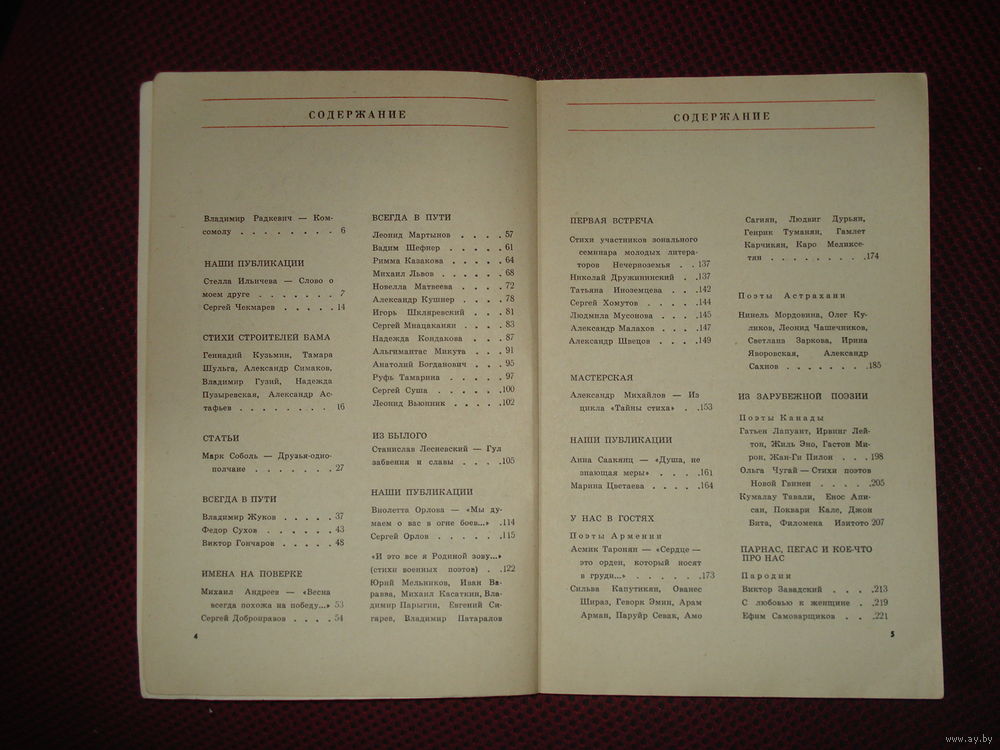 СОДЕРЖАНИЕ
Владимир Радкевич — Ком-
сомолу . . . . . . . . 6
НАШИ ПУБЛИКАЦИИ
Стелла Ильичева — Слово о
моем друге . . . . . . . 7
Сергей Чекмарев . . . . . 14
СТИХИ СТРОИТЕЛЕЙ БАМА
Геннадий Кузьмин, Тамара
Шульга, Александр Симаков,
Владимир Гузий, Надежда
Пузыревская, Александр Ас-
тафьев . . . . . . . . 16
СТАТЬИ
Марк Соболь — Друзья-одно-
полчане . . . . . . . 27
ВСЕГДА В ПУТИ
Владимир Жуков . . . . . 37
Федор Сухов . . . . . . 43
Виктор Гончаров . . . . . 48
ИМЕНА НА ПОВЕРКЕ
Михаил Андреев — «Весна
всегда похожа на победу...» 53
Сергей Доброправов . . . . 54
4
ВСЕГДА В ПУТИ
Леонид Мартынов . . . . 57
Вадим Шефнер . . . . . 61
Римма Казакова . . . . . 64
Михаил Львов . . . . . 68
Новелла Матвеева . . . . 72
Александр Кушнер . . . . 78
Игорь Шкляревский . . . . 81
Сергей Мнацаканян . . . . 83
Надежда Кондакова . . . 87
Альгимантас Микута . . . . 91
Анатолий Богданович . . . 95
Руфь Тамарина . . . . . 97
Сергей Суша . . . . . . 100
Леонид Вьюнник . . . . . 102
ИЗ БЫЛОГО
Станислав Лесневский — Гул
забвения и славы . . . . 105
НАШИ ПУБЛИКАЦИИ
Виолетта Орлова — «Мы ду-
маем о вас в огне боев...» . 114
Сергей Орлов . . . . . . 115
«И это все я Родиной зову...»
(стихи военных поэтов) . . 122
Юрий Мельников, Иван Ва-
равва, Михаил Касаткин, Вла-
димир Парыгин, Евгений Си-
гарев, Владимир Патаралов
СОДЕРЖАНИЕ
ПЕРВАЯ ВСТРЕЧА
Стихи участников зонального
семинара молодых литера-
торов Нечерноземья . . 137
Николай Дружининский . . 137
Татьяна Иноземцева . . . 142
Сергей Хомутов . . . . . 144
Людмила Мусонова . . . . 145
Александр Малахов . . . . 147
Александр Швецов . . . . 149
МАСТЕРСКАЯ
Александр Михайлов — Из
цикла «Тайны стиха» . . 153
НАШИ ПУБЛИКАЦИИ
Анна Саакянц — «Душа, не
знающая меры» . . . . 161
Марина Цветаева . . . . 164
У НАС В ГОСТЯХ
Поэты Армении
Асмик Таронян — «Сердце —
это орден, который носят
в груди...» . . . . . . 173
Сильва Капутикян, Ованес
Шираз, Геворк Эмин, Арам
Арман, Паруйр Севак, Амо
Сагиян, Людвиг Дурьян,
Генрик Туманян, Гамлет
Карчикян, Каро Медиксе-
тян . . . . . . . . . 174
Поэты Астрахани
Нинель Мордовина, Олег Ку-
ликов, Леонид Чашечников,
Светлана Заркова, Ирина
Яворовская, Александр
Сахнов . . . . . . . 185
ИЗ ЗАРУБЕЖНОЙ ПОЭЗИИ
Поэты Канады
Гатьен Лапуант, Ирвинг Лей-
тон, Жиль Эно, Гастон Ми-
рон, Жан-Ги Пилон . . . 198
Ольга Чугай — Стихи поэтов
Новой Гвинеи . . . . . 205
Кумалау Тавали, Енос Апи-
сан, Поквари Кале, Джон
Бита, Филомена Изитото 207
ПАРНАС, ПЕГАС И КОЕ-ЧТО
ПРО НАС
Пародии
Виктор Завадский . . . . 213
С любовью к женщине . . 219
Ефим Самоварщиков . . . 221
5
www.ay.by